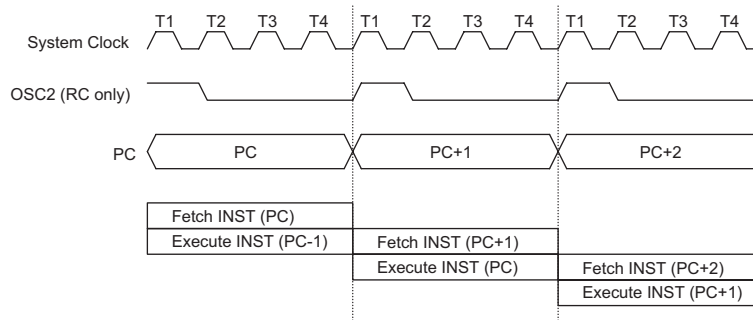 T1 T2 T3 T4 T1 T2 T3 T4 T1 T2 T3 T4
System Clock
OSC2 (RC only)
PC PC PC+1 PC+2
Fetch INST (PC)
Execute INST (PC-1) Fetch INST (PC+1)
Execute INST (PC) Fetch INST (PC+2)
Execute INST (PC+1)